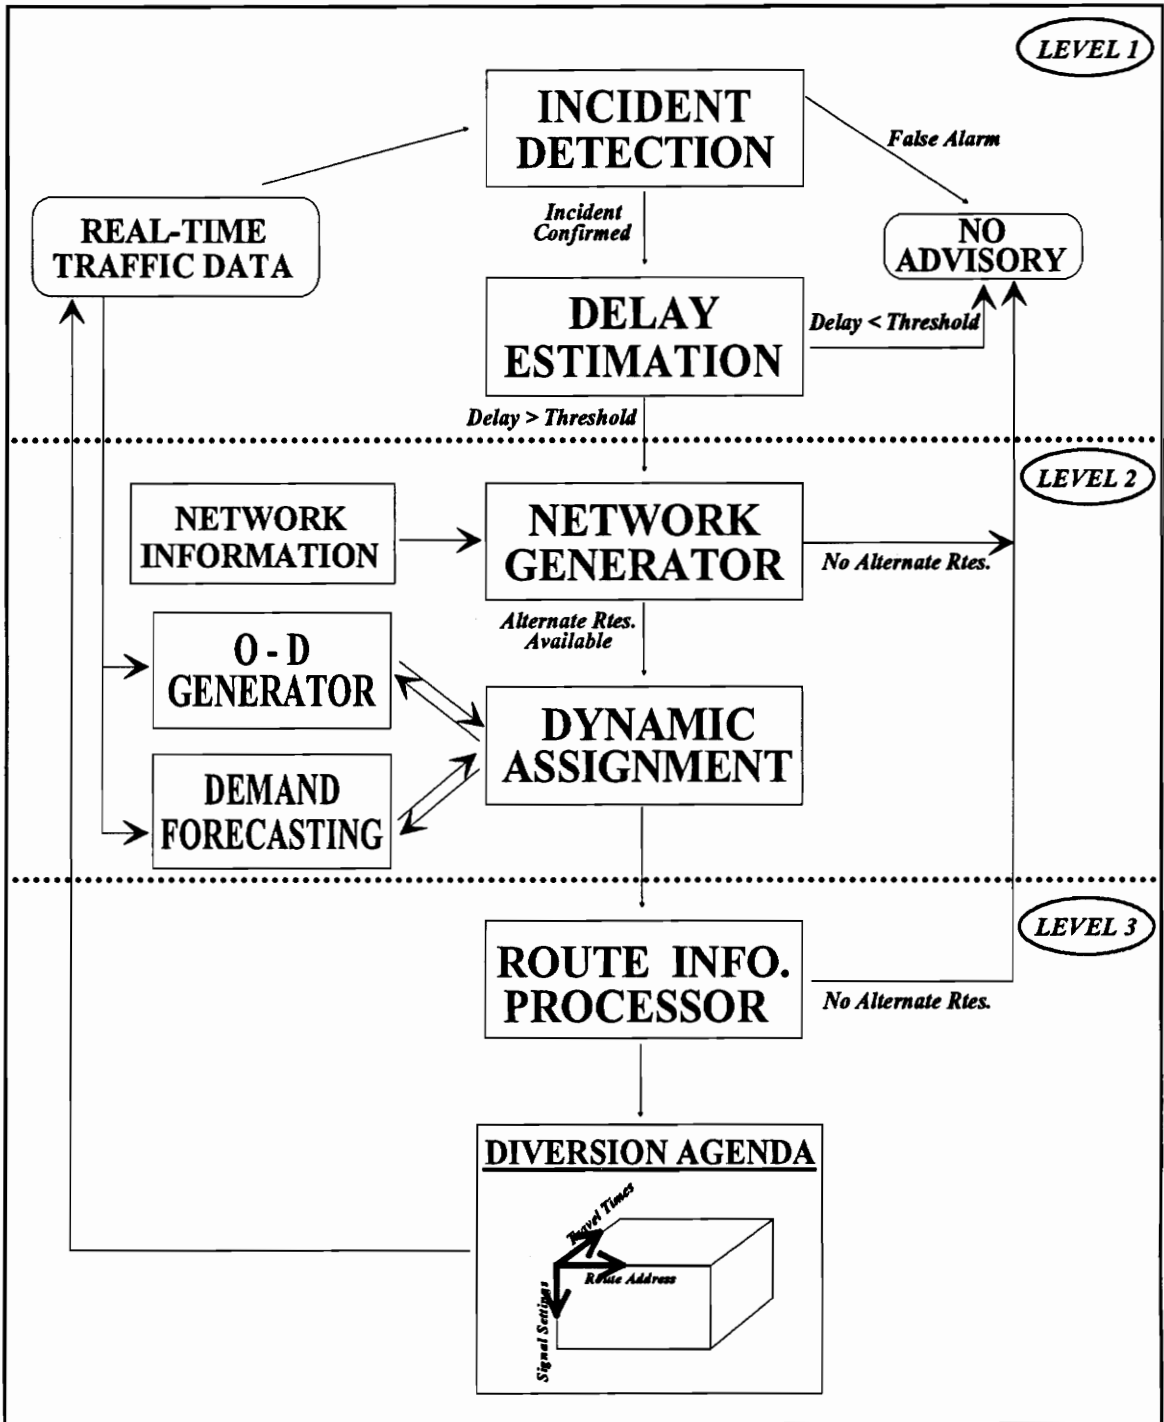 LEVEL 1
INCIDENT
DETECTION
False Alarm
Incident
Confirmed
REAL-TIME
TRAFFIC DATA
NO
ADVISORY
DELAY
ESTIMATION
Delay < Threshold
Delay > Threshold
LEVEL 2
NETWORK
INFORMATION
NETWORK
GENERATOR
No Alternate Rtes.
Alternate Rtes.
Available
O - D
GENERATOR
DYNAMIC
ASSIGNMENT
DEMAND
FORECASTING
LEVEL 3
ROUTE INFO.
PROCESSOR
No Alternate Rtes.
DIVERSION AGENDA
Travel Times
Route Address
Signal Settings